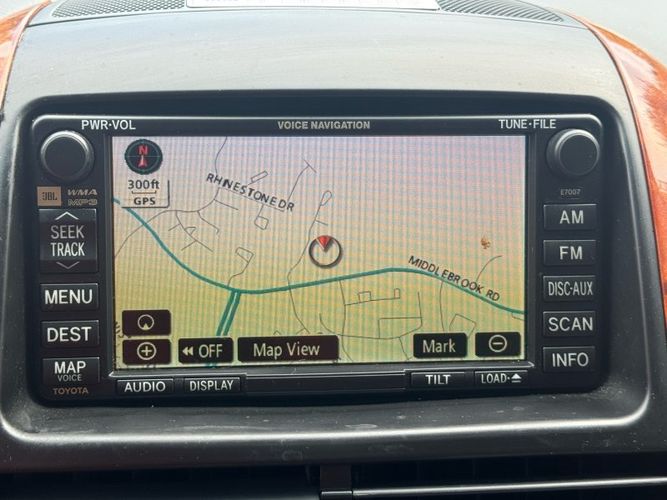 PWR·VOL
VOICE NAVIGATION
TUNE·FILE
N
300ft
GPS
RHINESTONE DR
MIDDLEBROOK RD
JBL
WMA
MP3
E7007
SEEK
TRACK
MENU
DEST
MAP
VOICE
TOYOTA
AM
FM
DISC·AUX
SCAN
INFO
OFF
Map View
Mark
AUDIO
DISPLAY
TILT
LOAD·